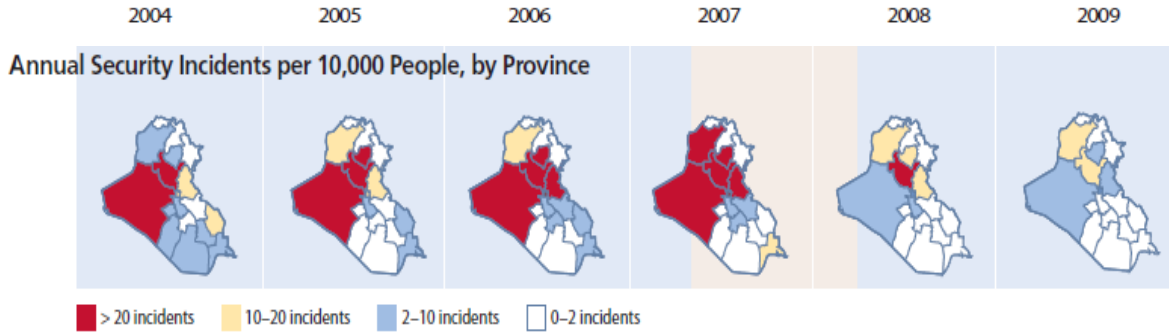 2004 2005 2006 2007 2008 2009
Annual Security Incidents per 10,000 People, by Province
> 20 incidents 10–20 incidents 2–10 incidents 0–2 incidents